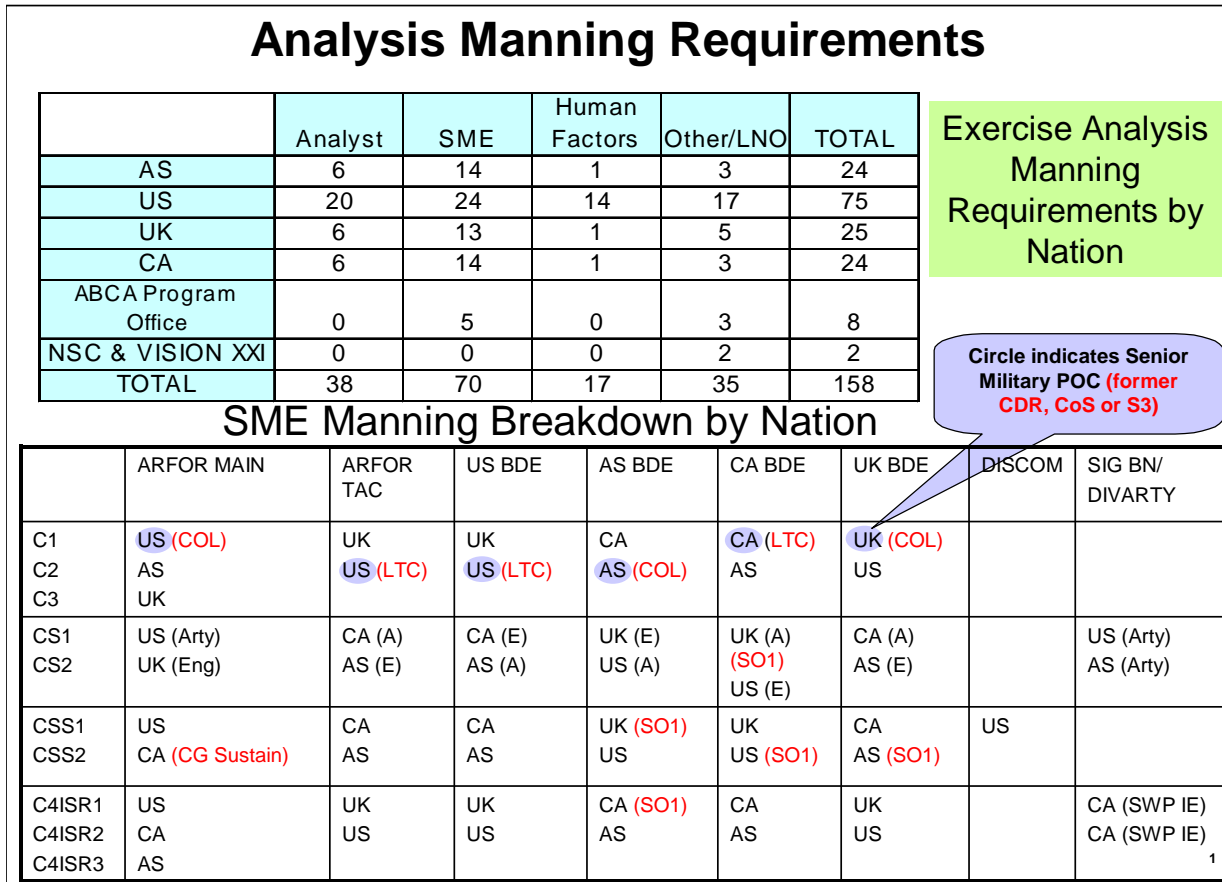 Analysis Manning Requirements
Analyst SME Human Factors Other/LNO TOTAL
AS 6 14 1 3 24
US 20 24 14 17 75
UK 6 13 1 5 25
CA 6 14 1 3 24
ABCA Program Office 0 5 0 3 8
NSC & VISION XXI 0 0 0 2 2
TOTAL 38 70 17 35 158
Exercise Analysis
Manning
Requirements by
Nation
Circle indicates Senior
Military POC (former
CDR, CoS or S3)
SME Manning Breakdown by Nation
ARFOR MAIN ARFOR TAC US BDE AS BDE CA BDE UK BDE DISCOM SIG BN/ DIVARTY
C1 US (COL) UK UK CA CA (LTC) UK (COL)
C2 AS US (LTC) US (LTC) AS (COL) AS US
C3 UK
CS1 US (Arty) CA (A) CA (E) UK (E) UK (A) (SO1) CA (A) US (Arty)
CS2 UK (Eng) AS (E) AS (A) US (A) US (E) AS (E) AS (Arty)
CSS1 US CA CA UK (SO1) UK CA US
CSS2 CA (CG Sustain) AS AS US US (SO1) AS (SO1)
C4ISR1 US UK UK CA (SO1) CA UK CA (SWP IE)
C4ISR2 CA US US AS AS US CA (SWP IE)
C4ISR3 AS
1